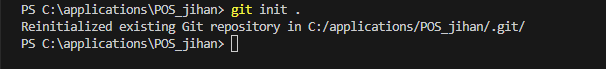 PS C:\applications\POS_jihan> git init .
Reinitialized existing Git repository in C:/applications/POS_jihan/.git/
PS C:\applications\POS_jihan>